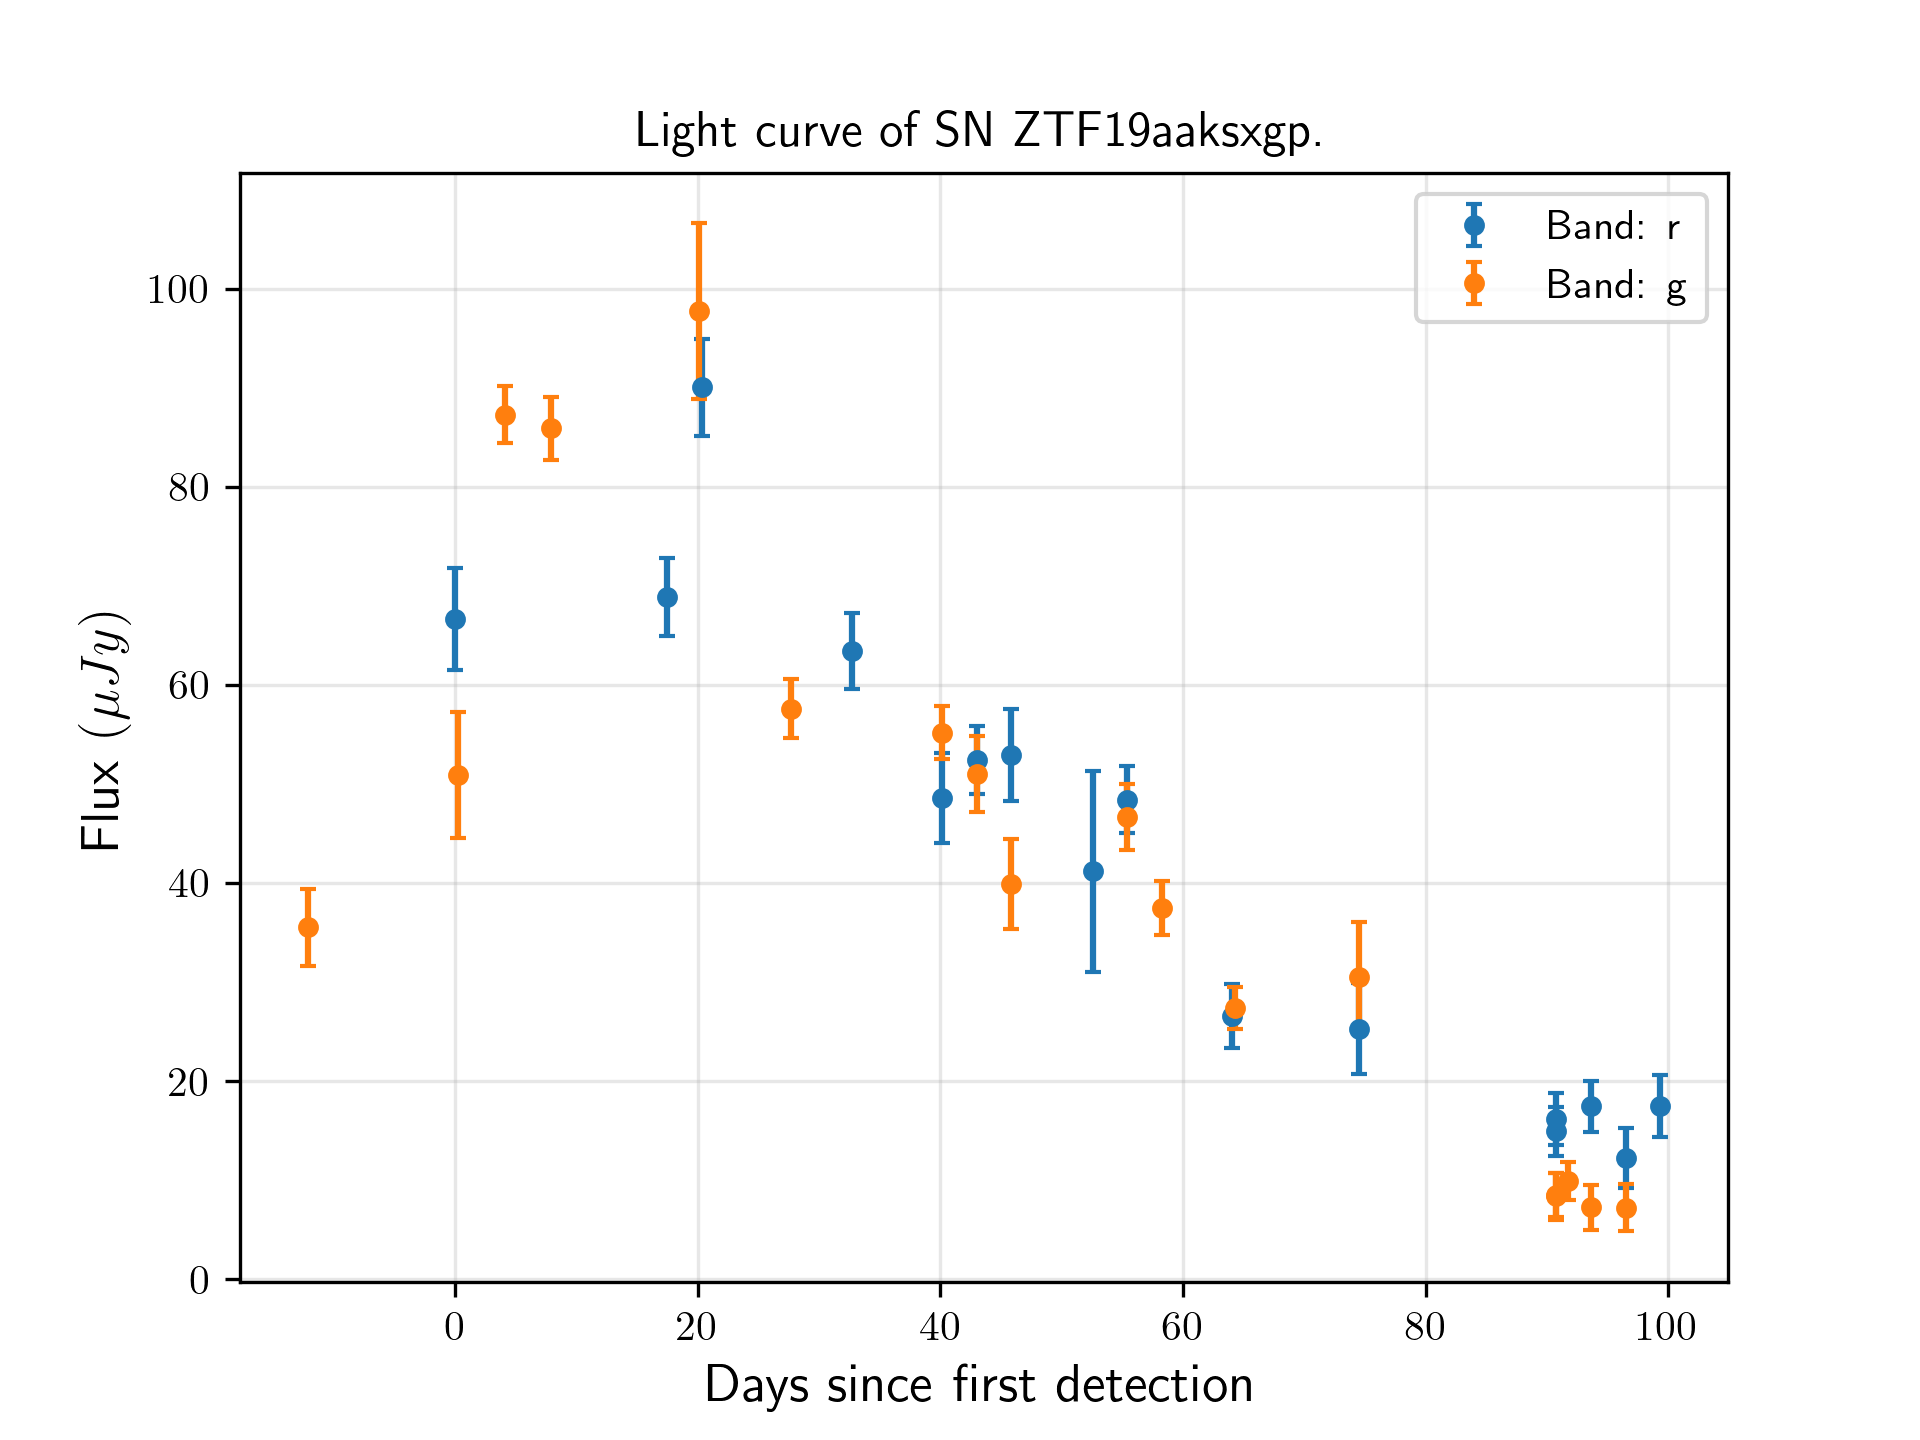 Light curve of SN ZTF19aaksxgp.
Band: r
Band: g
100
80
60
40
20
0
Flux (μJy)
0 20 40 60 80 100
Days since first detection